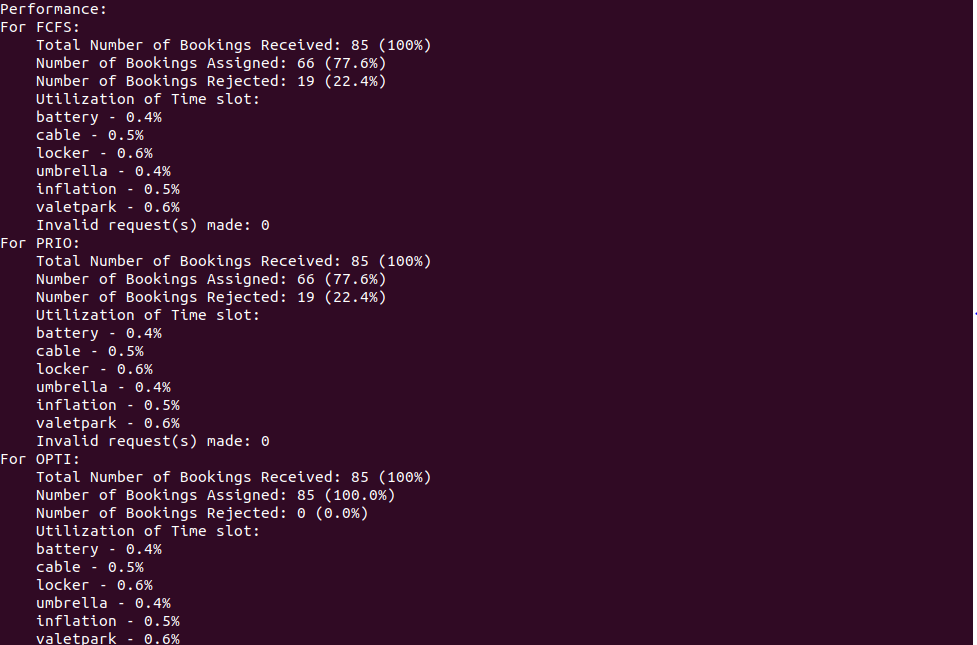 Performance:
For FCFS:
    Total Number of Bookings Received: 85 (100%)
    Number of Bookings Assigned: 66 (77.6%)
    Number of Bookings Rejected: 19 (22.4%)
    Utilization of Time slot:
    battery - 0.4%
    cable - 0.5%
    locker - 0.6%
    umbrella - 0.4%
    inflation - 0.5%
    valetpark - 0.6%
    Invalid request(s) made: 0
For PRIO:
    Total Number of Bookings Received: 85 (100%)
    Number of Bookings Assigned: 66 (77.6%)
    Number of Bookings Rejected: 19 (22.4%)
    Utilization of Time slot:
    battery - 0.4%
    cable - 0.5%
    locker - 0.6%
    umbrella - 0.4%
    inflation - 0.5%
    valetpark - 0.6%
    Invalid request(s) made: 0
For OPTI:
    Total Number of Bookings Received: 85 (100%)
    Number of Bookings Assigned: 85 (100.0%)
    Number of Bookings Rejected: 0 (0.0%)
    Utilization of Time slot:
    battery - 0.4%
    cable - 0.5%
    locker - 0.6%
    umbrella - 0.4%
    inflation - 0.5%
    valetpark - 0.6%